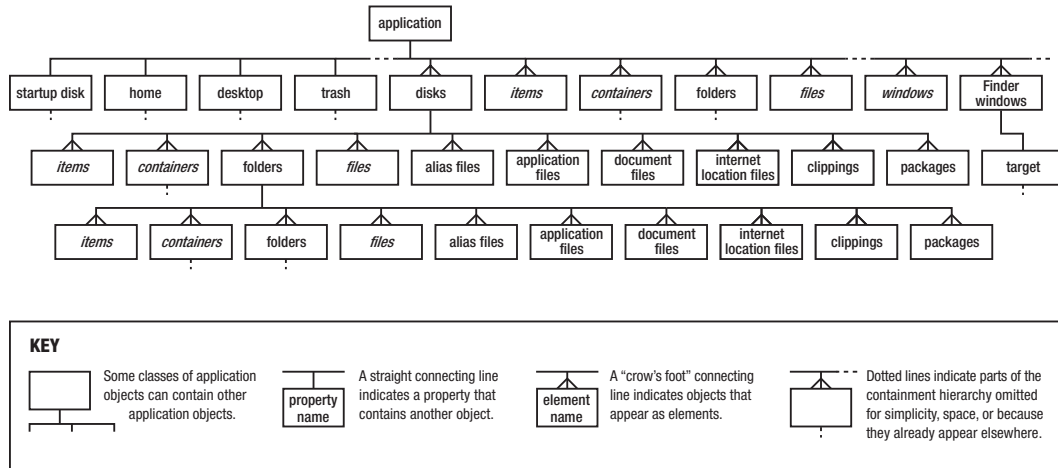 application
startup disk home desktop trash disks items containers folders files windows Finder windows
items containers folders files alias files application files document files internet location files clippings packages target
items containers folders files alias files application files document files internet location files clippings packages
KEY
Some classes of application
objects can contain other
application objects.
property
name
A straight connecting line
indicates a property that
contains another object.
element
name
A “crow’s foot” connecting
line indicates objects that
appear as elements.
Dotted lines indicate parts of the
containment hierarchy omitted
for simplicity, space, or because
they already appear elsewhere.